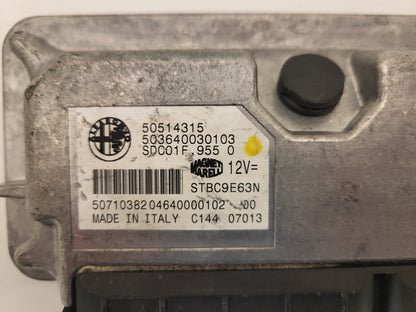 50514315
503640030103
SDC01F.955 0
MAGNETI
MARELLI
12V=
STBC9E63N
5071038204640000102 00
MADE IN ITALY C144 07013